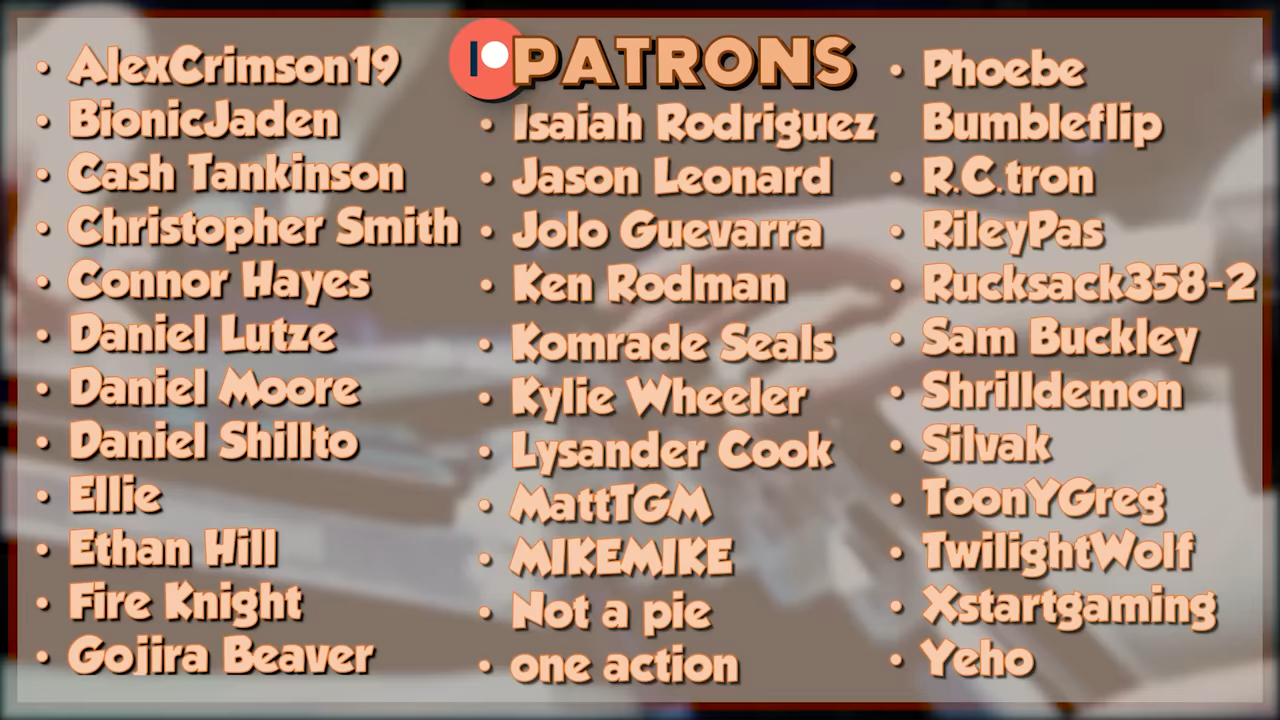 PATRONS
• AlexCrimson19
• BionicJaden
• Cash Tankinson
• Christopher Smith
• Connor Hayes
• Daniel Lutze
• Daniel Moore
• Daniel Shillto
• Ellie
• Ethan Hill
• Fire Knight
• Gojira Beaver
• Isaiah Rodriguez
• Jason Leonard
• Jolo Guevarra
• Ken Rodman
• Komrade Seals
• Kylie Wheeler
• Lysander Cook
• MattTGM
• MIKEMIKE
• Not a pie
• one action
• Phoebe
Bumbleflip
• R.C.tron
• RileyPas
• Rucksack358-2
• Sam Buckley
• Shrilldemon
• Silvak
• ToonYGreg
• TwilightWolf
• Xstartgaming
• Yeho